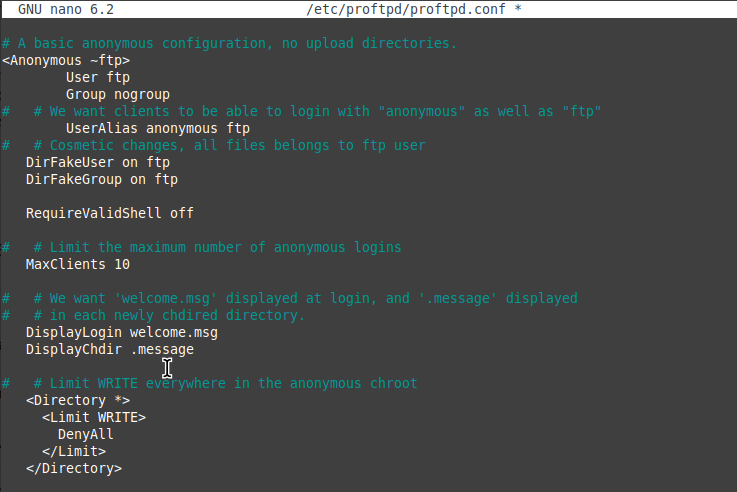 GNU nano 6.2 /etc/proftpd/proftpd.conf *
# A basic anonymous configuration, no upload directories.
<Anonymous ~ftp>
User ftp
Group nogroup
# # We want clients to be able to login with "anonymous" as well as "ftp"
UserAlias anonymous ftp
# # Cosmetic changes, all files belongs to ftp user
DirFakeUser on ftp
DirFakeGroup on ftp
RequireValidShell off
# # Limit the maximum number of anonymous logins
MaxClients 10
# # We want 'welcome.msg' displayed at login, and '.message' displayed
# # in each newly chdired directory.
DisplayLogin welcome.msg
DisplayChdir .message
# # Limit WRITE everywhere in the anonymous chroot
<Directory *>
<Limit WRITE>
DenyAll
</Limit>
</Directory>